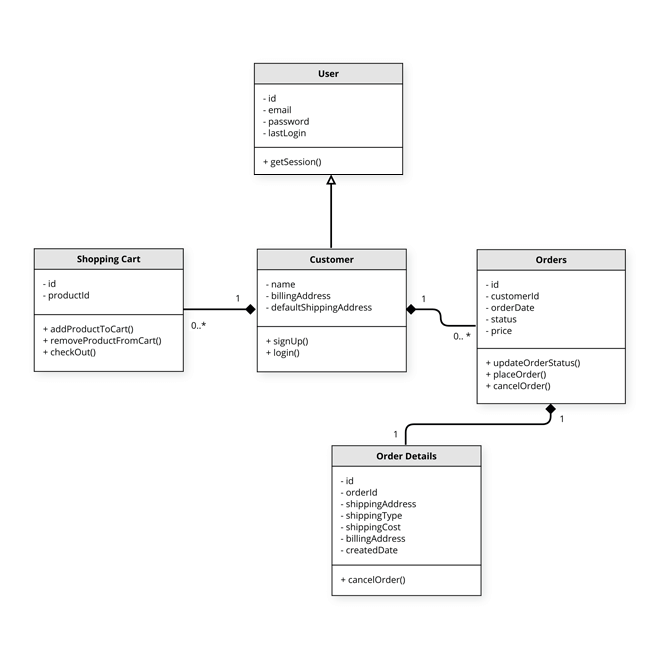 User
- id
- email
- password
- lastLogin
+ getSession()
Shopping Cart
- id
- productId
+ addProductToCart()
+ removeProductFromCart()
+ checkOut()
1
0..*
Customer
- name
- billingAddress
- defaultShippingAddress
+ signUp()
+ login()
1
0.. *
Orders
- id
- customerId
- orderDate
- status
- price
+ updateOrderStatus()
+ placeOrder()
+ cancelOrder()
1
1
Order Details
- id
- orderId
- shippingAddress
- shippingType
- shippingCost
- billingAddress
- createdDate
+ cancelOrder()